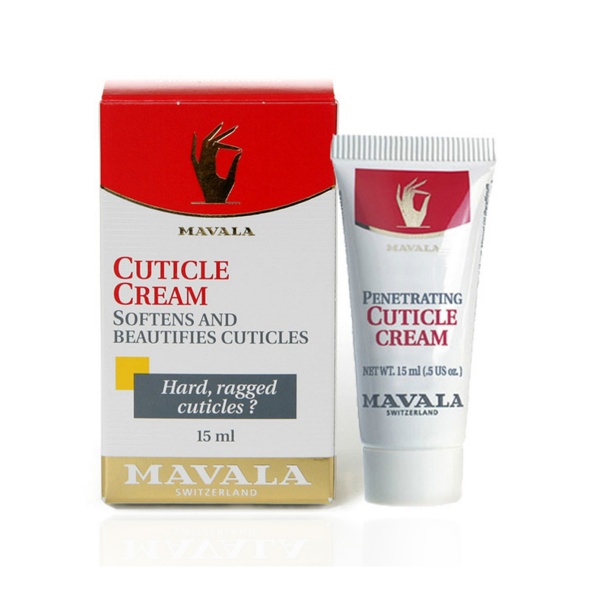 MAVALA
CUTICLE
CREAM
SOFTENS AND
BEAUTIFIES CUTICLES
Hard, ragged
cuticles ?
15 ml
MAVALA
SWITZERLAND
MAVALA
PENETRATING
CUTICLE
CREAM
NET WT. 15 ml (.5 US oz.)
MAVALA
SWITZERLAND